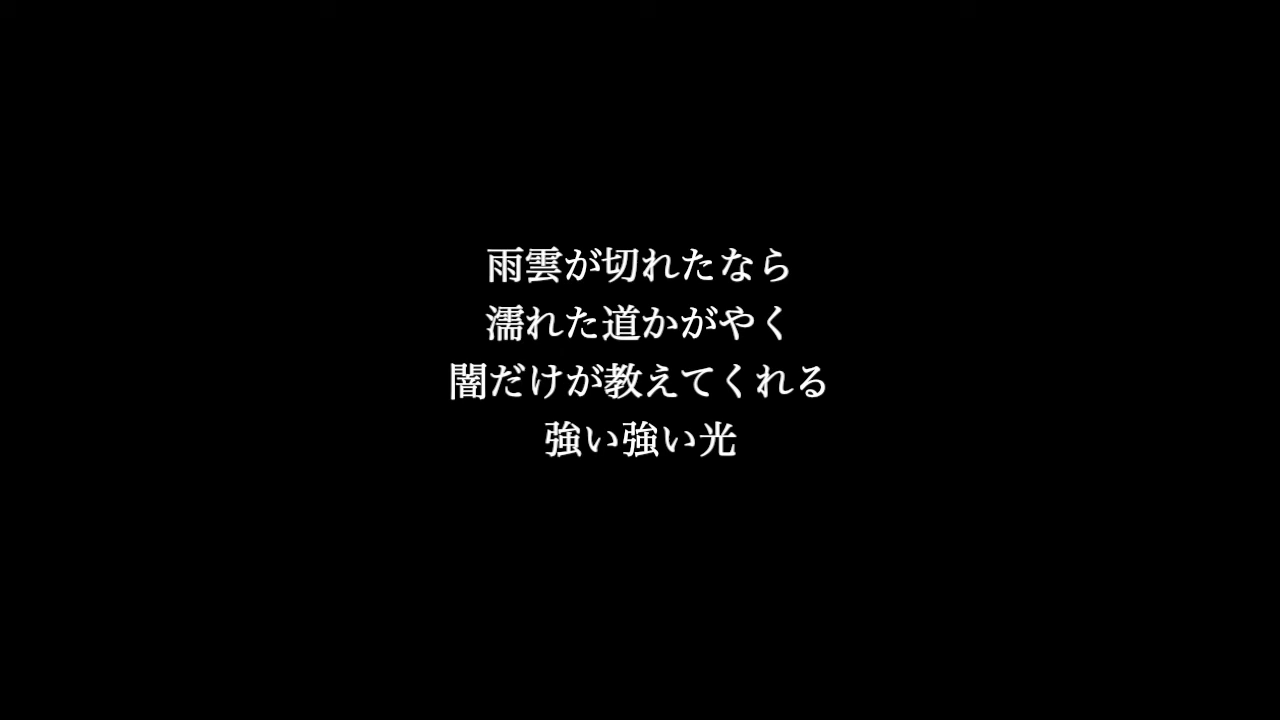 雨雲が切れたなら
濡れた道かがやく
闇だけが教えてくれる
強い強い光